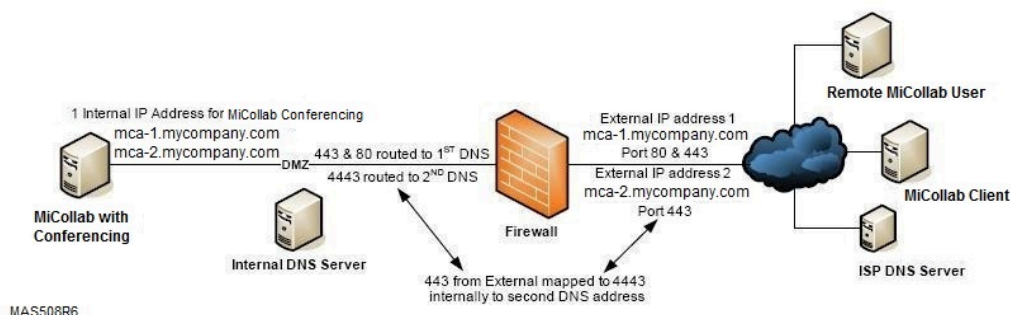 1 Internal IP Address for MiCollab Conferencing
mca-1.mycompany.com
mca-2.mycompany.com
MiCollab with
Conferencing
DMZ
443 & 80 routed to 1ST DNS
4443 routed to 2ND DNS
Internal DNS Server
Firewall
External IP address 1
mca-1.mycompany.com
Port 80 & 443
External IP address 2
mca-2.mycompany.com
Port 443
443 from External mapped to 4443
internally to second DNS address
Remote MiCollab User
MiCollab Client
ISP DNS Server
MAS508R6